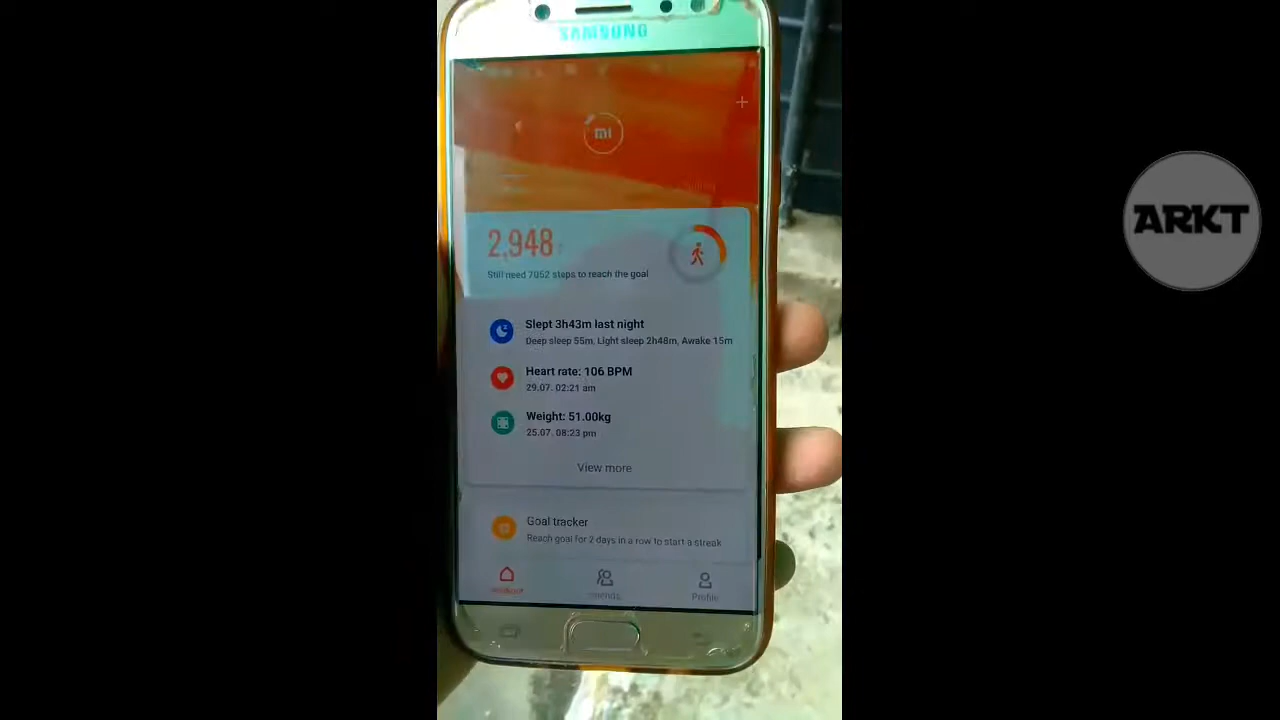 SAMSUNG
mi
2,948
Still need 7052 steps to reach the goal
Slept 3h43m last night
Deep sleep 55m, Light sleep 2h48m, Awake 15m
Heart rate: 106 BPM
29.07. 02:21 am
Weight: 51.00kg
25.07. 08:23 pm
View more
Goal tracker
Reach goal for 2 days in a row to start a streak
Workout
Friends
Profile
ARKT